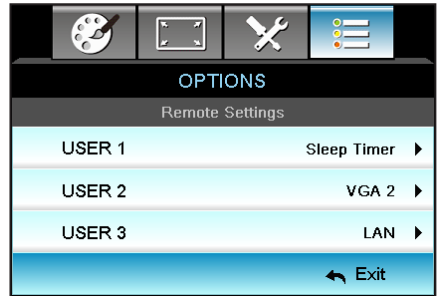 OPTIONS
Remote Settings
USER 1 Sleep Timer
USER 2 VGA 2
USER 3 LAN
Exit